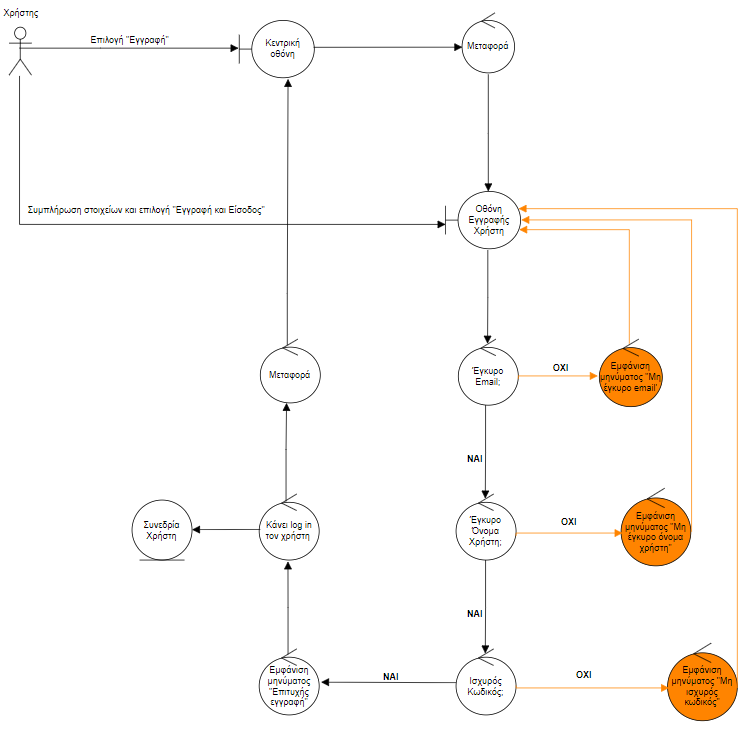 Χρήστης
Επιλογή "Εγγραφή"
Κεντρική
οθόνη
Μεταφορά
Συμπλήρωση στοιχείων και επιλογή "Εγγραφή και Είσοδος"
Οθόνη
Εγγραφής
Χρήστη
Μεταφορά
Έγκυρο
Email;
ΟΧΙ
Εμφάνιση
μηνύματος "Μη
έγκυρο email"
ΝΑΙ
Συνεδρία
Χρήστη
Κάνει log in
τον χρήστη
Έγκυρο
Όνομα
Χρήστη;
ΟΧΙ
Εμφάνιση
μηνύματος "Μη
έγκυρο όνομα
χρήστη"
ΝΑΙ
Εμφάνιση
μηνύματος
"Επιτυχής
εγγραφή"
ΝΑΙ
Ισχυρός
Κωδικός;
ΟΧΙ
Εμφάνιση
μηνύματος "Μη
ισχυρός
κωδικός"